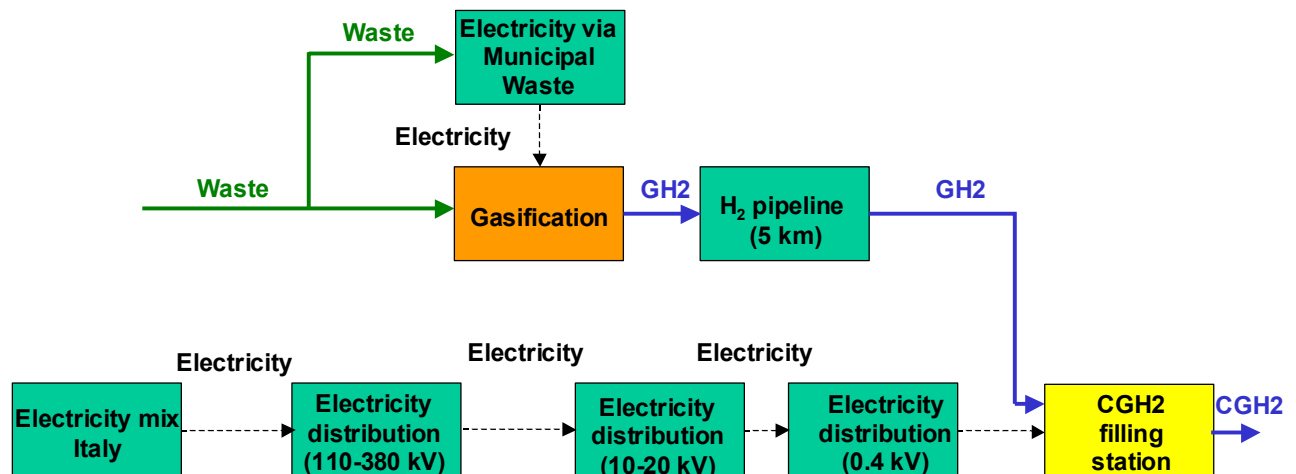 Waste
Electricity via
Municipal
Waste
Electricity
Waste
Gasification
GH2
H₂ pipeline
(5 km)
GH2
Electricity
Electricity
Electricity
Electricity mix
Italy
Electricity
distribution
(110-380 kV)
Electricity
distribution
(10-20 kV)
Electricity
distribution
(0.4 kV)
CGH2
filling
station
CGH2